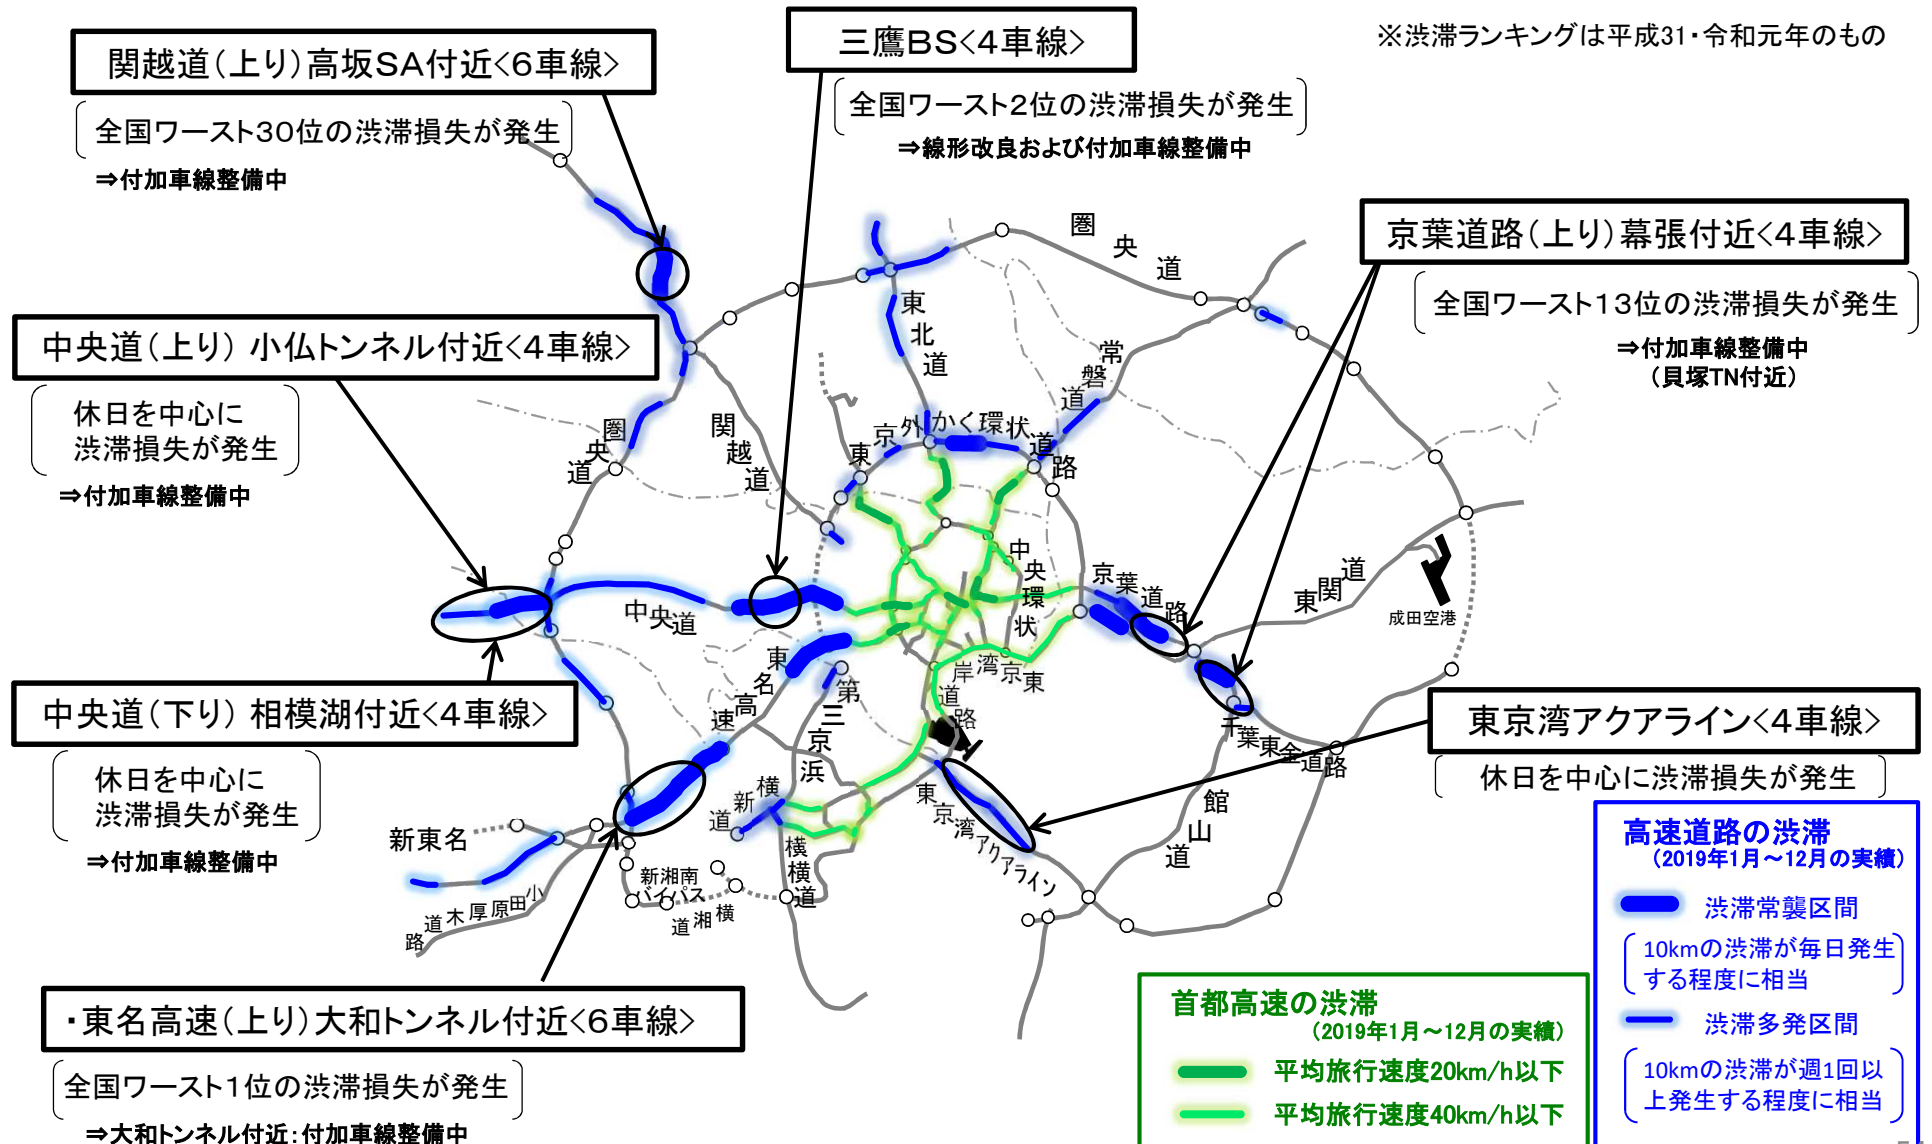 ※渋滞ランキングは平成31・令和元年のもの
関越道(上り)高坂SA付近<6車線>
全国ワースト30位の渋滞損失が発生
⇒付加車線整備中
三鷹BS<4車線>
全国ワースト2位の渋滞損失が発生
⇒線形改良および付加車線整備中
京葉道路(上り)幕張付近<4車線>
全国ワースト13位の渋滞損失が発生
⇒付加車線整備中
(貝塚TN付近)
中央道(上り) 小仏トンネル付近<4車線>
休日を中心に
渋滞損失が発生
⇒付加車線整備中
中央道(下り) 相模湖付近<4車線>
休日を中心に
渋滞損失が発生
⇒付加車線整備中
東京湾アクアライン<4車線>
休日を中心に渋滞損失が発生
・東名高速(上り)大和トンネル付近<6車線>
全国ワースト1位の渋滞損失が発生
⇒大和トンネル付近:付加車線整備中
圏央道
東北道
常磐道
圏央道
関越道
東京外かく環状道路
中央環状
京葉道路
東関道
成田空港
中央道
東名高速
第三京浜
東京湾岸道路
千葉東金道路
館山道
東京湾アクアライン
横新道
横横道
新東名
新湘南
バイパス
横湘道
小田原厚木道路
首都高速の渋滞
(2019年1月～12月の実績)
平均旅行速度20km/h以下
平均旅行速度40km/h以下
高速道路の渋滞
(2019年1月～12月の実績)
渋滞常襲区間
10kmの渋滞が毎日発生
する程度に相当
渋滞多発区間
10kmの渋滞が週1回以
上発生する程度に相当